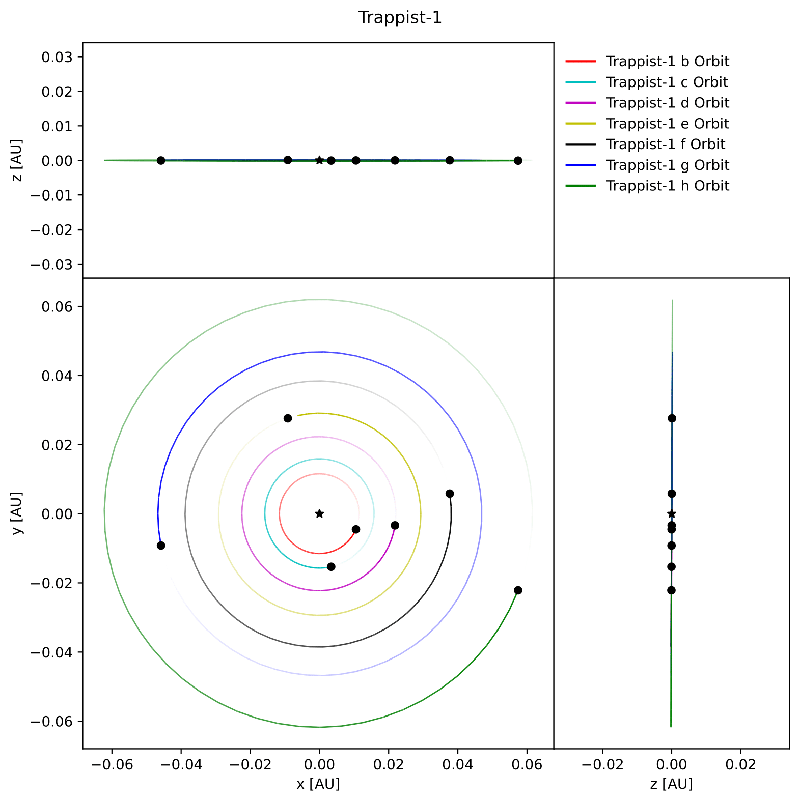 Trappist-1
0.03
0.02
0.01
0.00
−0.01
−0.02
−0.03
z [AU]
Trappist-1 b Orbit
Trappist-1 c Orbit
Trappist-1 d Orbit
Trappist-1 e Orbit
Trappist-1 f Orbit
Trappist-1 g Orbit
Trappist-1 h Orbit
0.06
0.04
0.02
0.00
−0.02
−0.04
−0.06
y [AU]
−0.06 −0.04 −0.02 0.00 0.02 0.04 0.06
x [AU]
−0.02 0.00 0.02
z [AU]